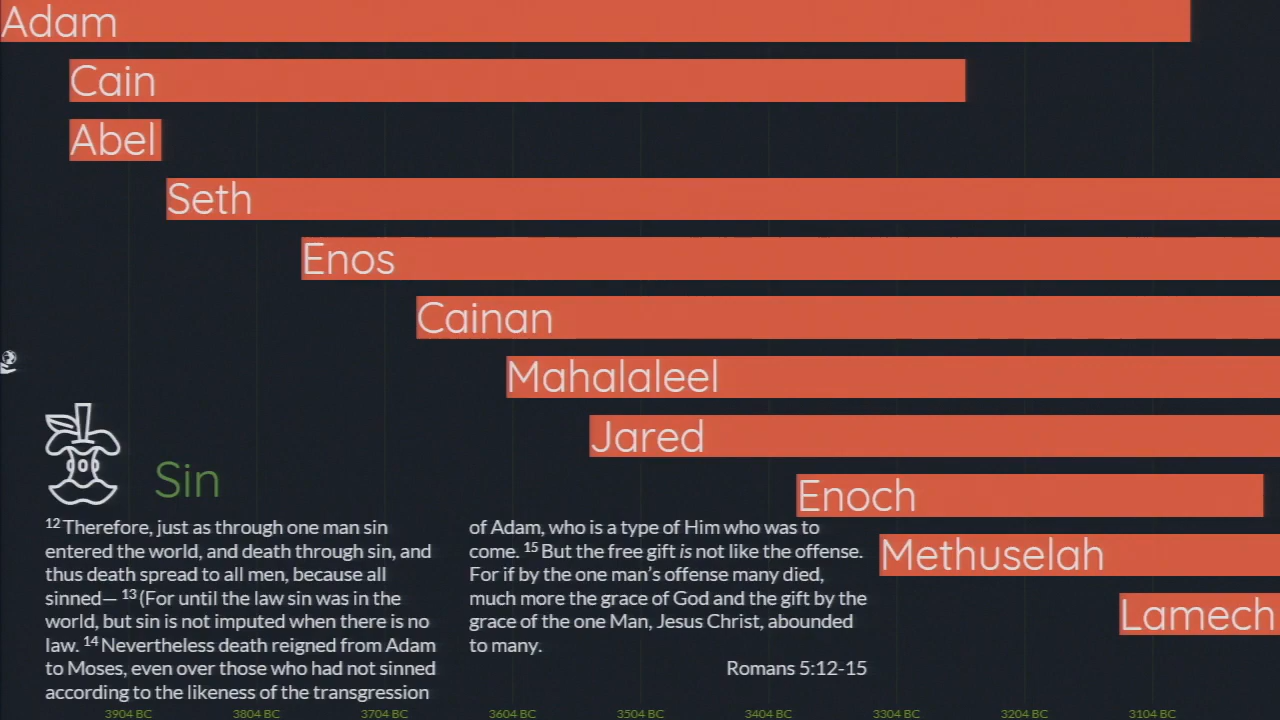 Adam
Cain
Abel
Seth
Enos
Cainan
Mahalaleel
Jared
Enoch
Methuselah
Lamech
Sin
¹²Therefore, just as through one man sin
entered the world, and death through sin, and
thus death spread to all men, because all
sinned— ¹³(For until the law sin was in the
world, but sin is not imputed when there is no
law. ¹⁴Nevertheless death reigned from Adam
to Moses, even over those who had not sinned
according to the likeness of the transgression
of Adam, who is a type of Him who was to
come. ¹⁵But the free gift is not like the offense.
For if by the one man’s offense many died,
much more the grace of God and the gift by the
grace of the one Man, Jesus Christ, abounded
to many.
Romans 5:12-15
3904 BC 3804 BC 3704 BC 3604 BC 3504 BC 3404 BC 3304 BC 3204 BC 3104 BC